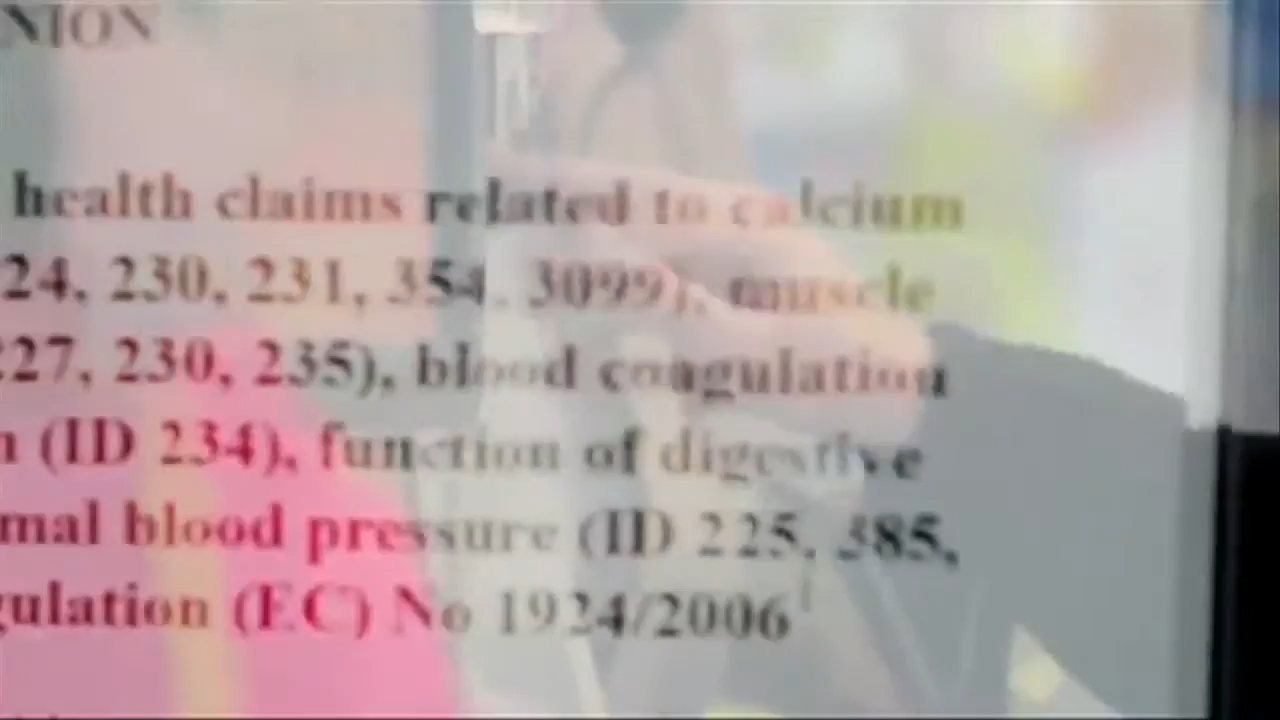 NION
health claims related to calcium
24, 230, 231, 354, 3099), muscle
27, 230, 235), blood coagulation
(ID 234), function of digestive
mal blood pressure (ID 225, 385,
gulation (EC) No 1924/2006